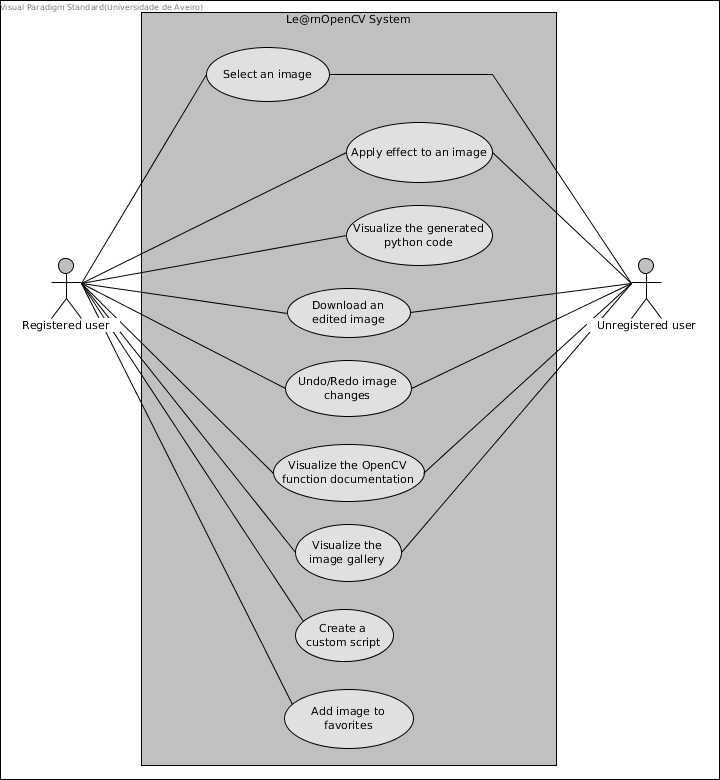 Visual Paradigm Standard(Universidade de Aveiro)
Le@rnOpenCV System
Select an image
Apply effect to an image
Visualize the generated
python code
Registered user
Unregistered user
Download an
edited image
Undo/Redo image
changes
Visualize the OpenCV
function documentation
Visualize the
image gallery
Create a
custom script
Add image to
favorites